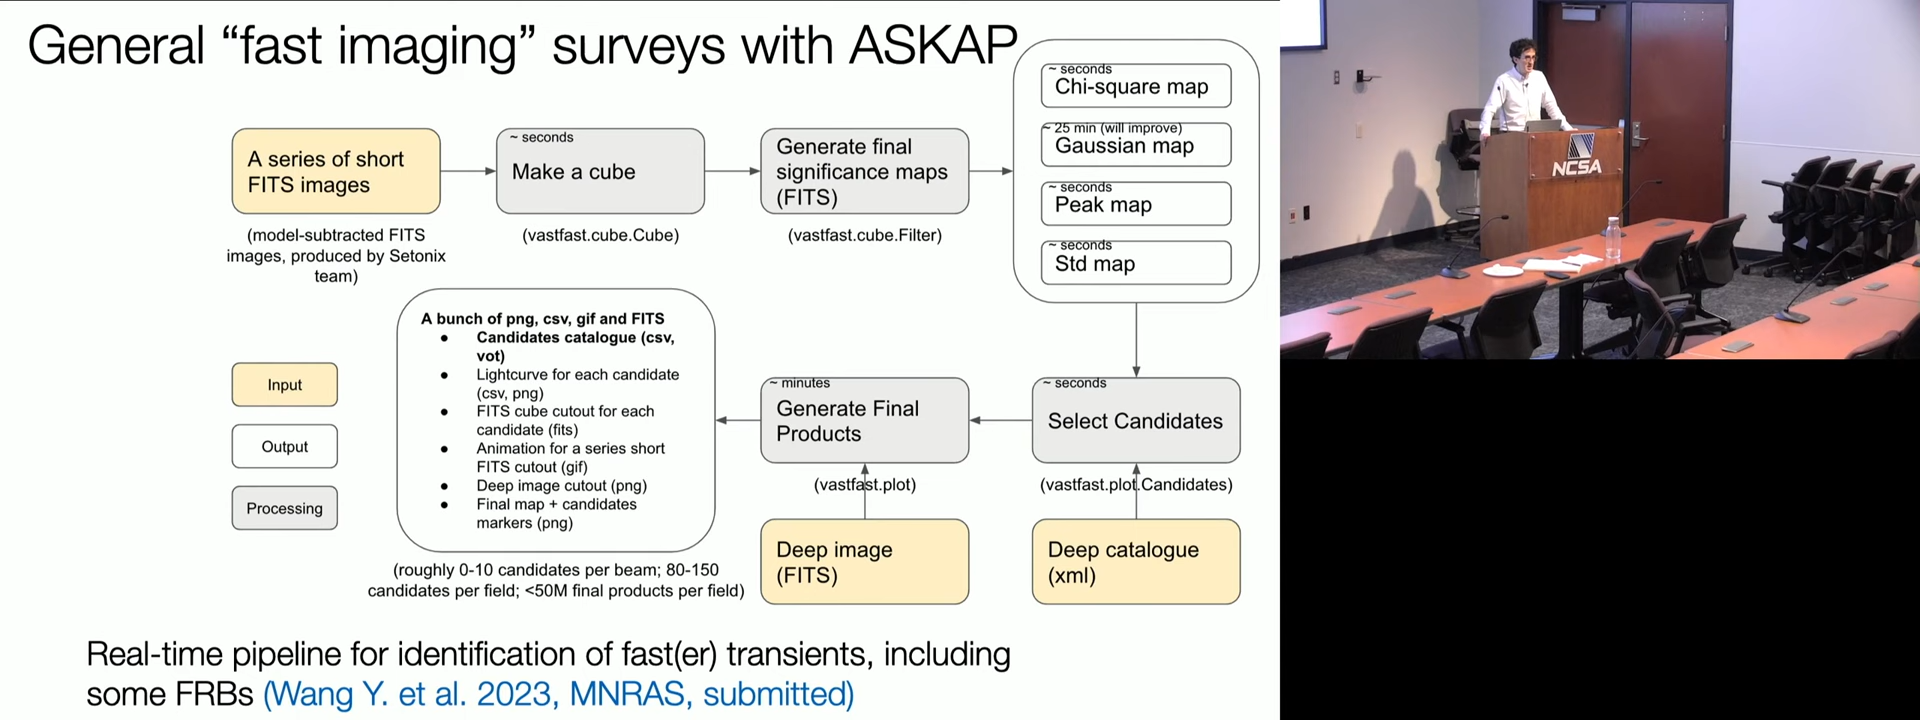 General “fast imaging” surveys with ASKAP
A series of short
FITS images
(model-subtracted FITS
images, produced by Setonix
team)
~ seconds
Make a cube
(vastfast.cube.Cube)
Generate final
significance maps
(FITS)
(vastfast.cube.Filter)
~ seconds
Chi-square map
~ 25 min (will improve)
Gaussian map
~ seconds
Peak map
~ seconds
Std map
~ seconds
Select Candidates
(vastfast.plot.Candidates)
Deep catalogue
(xml)
~ minutes
Generate Final
Products
(vastfast.plot)
Deep image
(FITS)
A bunch of png, csv, gif and FITS
● Candidates catalogue (csv,
vot)
● Lightcurve for each candidate
(csv, png)
● FITS cube cutout for each
candidate (fits)
● Animation for a series short
FITS cutout (gif)
● Deep image cutout (png)
● Final map + candidates
markers (png)
(roughly 0-10 candidates per beam; 80-150
candidates per field; <50M final products per field)
Input
Output
Processing
Real-time pipeline for identification of fast(er) transients, including
some FRBs (Wang Y. et al. 2023, MNRAS, submitted)
NCSA